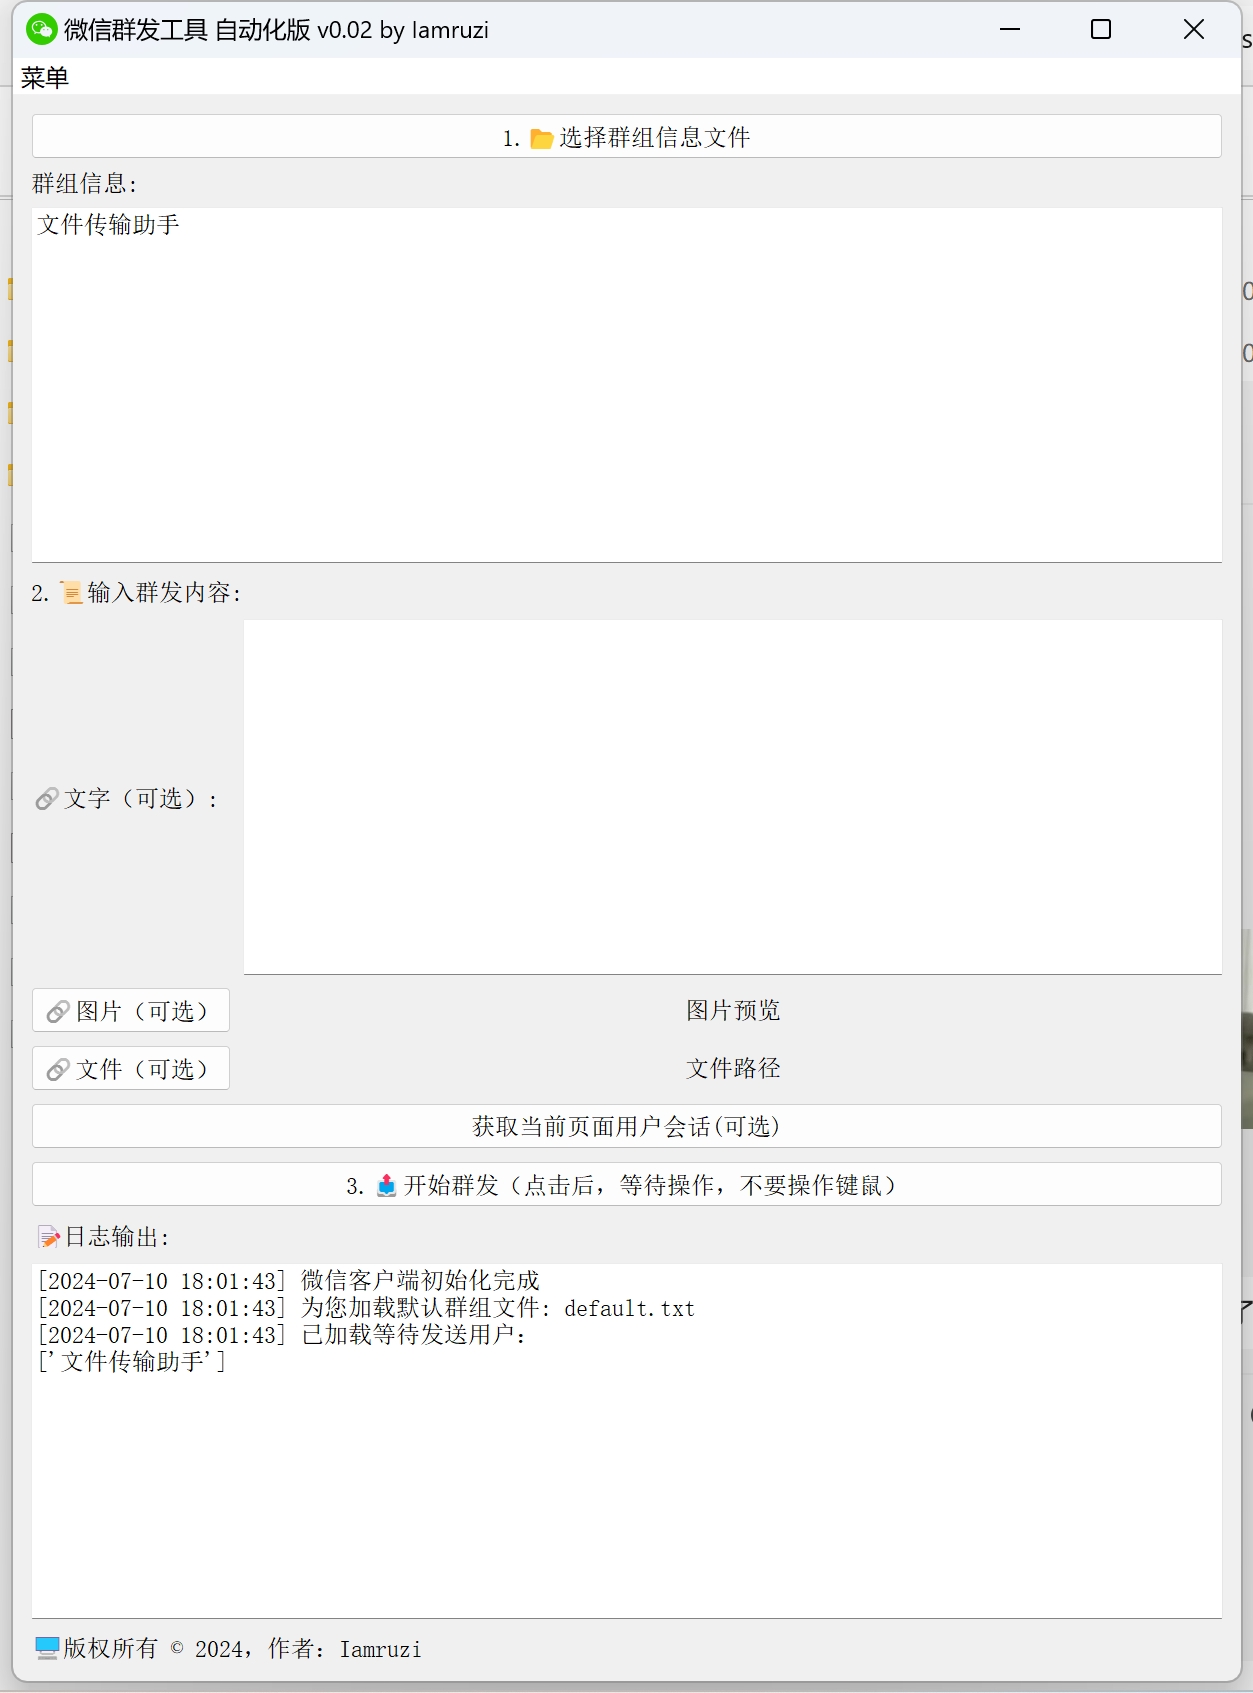 微信群发工具 自动化版 v0.02 by Iamruzi
菜单
1. 选择群组信息文件
群组信息:
文件传输助手
2. 输入群发内容:
文字（可选）:
图片（可选）
图片预览
文件（可选）
文件路径
获取当前页面用户会话(可选)
3. 开始群发（点击后，等待操作，不要操作键鼠）
日志输出:
[2024-07-10 18:01:43] 微信客户端初始化完成
[2024-07-10 18:01:43] 为您加载默认群组文件: default.txt
[2024-07-10 18:01:43] 已加载等待发送用户:
['文件传输助手']
版权所有 © 2024, 作者: Iamruzi